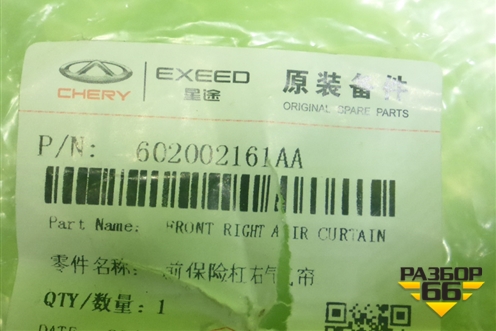 CHERY
EXEED
星途
原装备件
ORIGINAL SPARE PARTS
P/N: 602002161AA
Part Name: FRONT RIGHT AIR CURTAIN
零件名称: 前保险杠右气帘
QTY/数量: 1
DATE
РАЗБОР
66